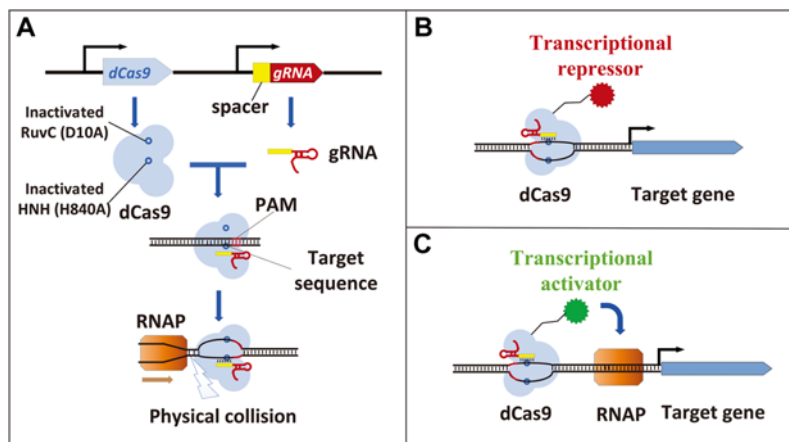 A
dCas9
gRNA
spacer
Inactivated
RuvC (D10A)
gRNA
Inactivated
HNH (H840A)
dCas9
PAM
Target
sequence
RNAP
Physical collision
B
Transcriptional
repressor
dCas9 Target gene
C
Transcriptional
activator
dCas9 RNAP Target gene